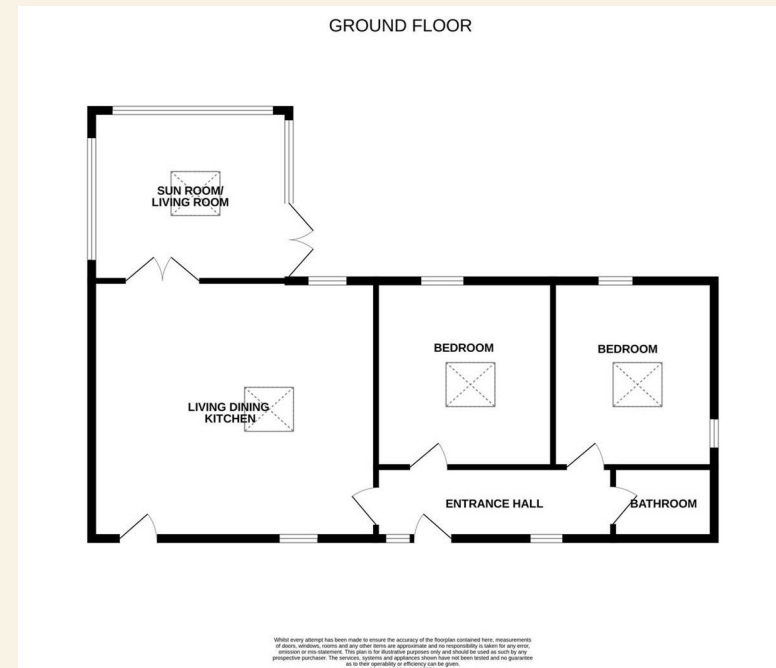 GROUND FLOOR
SUN ROOM/
LIVING ROOM
BEDROOM
BEDROOM
LIVING DINING
KITCHEN
ENTRANCE HALL
BATHROOM
Whilst every attempt has been made to ensure the accuracy of the floorplan contained here, measurements
of doors, windows, rooms and any other items are approximate and no responsibility is taken for any error,
omission or mis-statement. This plan is for illustrative purposes only and should be used as such by any
prospective purchaser. The services, systems and appliances shown have not been tested and no guarantee
as to their operability or efficiency can be given.